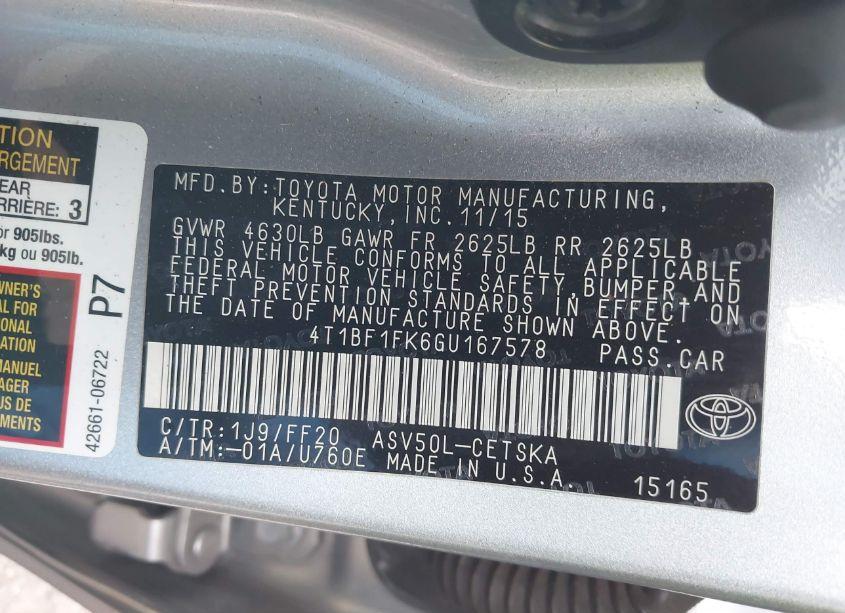 TION
RGEMENT
EAR
RRIÈRE: 3
or 905lbs.
kg ou 905lb.
WNER'S
AL FOR
IONAL
MATION
MANUEL
AGER
US DE
EMENTS
P7
42661-06722
MFD.BY:TOYOTA MOTOR MANUFACTURING,
KENTUCKY,INC.11/15
GVWR 4630LB GAWR FR 2625LB RR 2625LB
THIS VEHICLE CONFORMS TO ALL APPLICABLE
FEDERAL MOTOR VEHICLE SAFETY,BUMPER,AND
THEFT PREVENTION STANDARDS IN EFFECT ON
THE DATE OF MANUFACTURE SHOWN ABOVE.
4T1BF1FK6GU167578 PASS.CAR
C/TR:1J9/FF20 ASV50L-CETSKA
A/TM:-01A/U760E MADE IN U.S.A.
15165